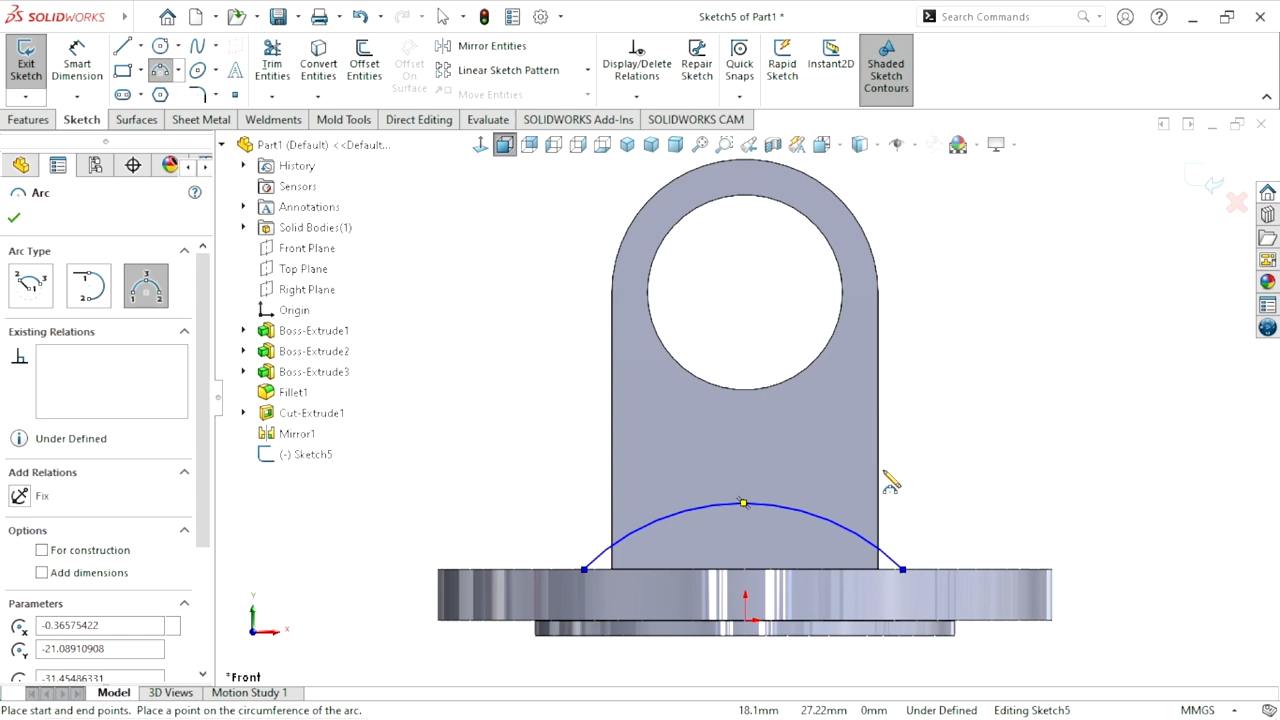 SOLIDWORKS
Sketch5 of Part1 *
Search Commands
Exit Sketch
Smart Dimension
Trim Entities
Convert Entities
Offset Entities
Offset On Surface
Mirror Entities
Linear Sketch Pattern
Move Entities
Display/Delete Relations
Repair Sketch
Quick Snaps
Rapid Sketch
Instant2D
Shaded Sketch Contours
Features
Sketch
Surfaces
Sheet Metal
Weldments
Mold Tools
Direct Editing
Evaluate
SOLIDWORKS Add-Ins
SOLIDWORKS CAM
Part1 (Default) <<Default...
History
Sensors
Annotations
Solid Bodies(1)
Front Plane
Top Plane
Right Plane
Origin
Boss-Extrude1
Boss-Extrude2
Boss-Extrude3
Fillet1
Cut-Extrude1
Mirror1
(-) Sketch5
Arc
Arc Type
Existing Relations
Under Defined
Add Relations
Fix
Options
For construction
Add dimensions
Parameters
-0.36575422
-21.08910908
-31.45486331
Y
X
*Front
Model
3D Views
Motion Study 1
Place start and end points. Place a point on the circumference of the arc.
18.1mm
27.22mm
0mm
Under Defined
Editing Sketch5
MMGS